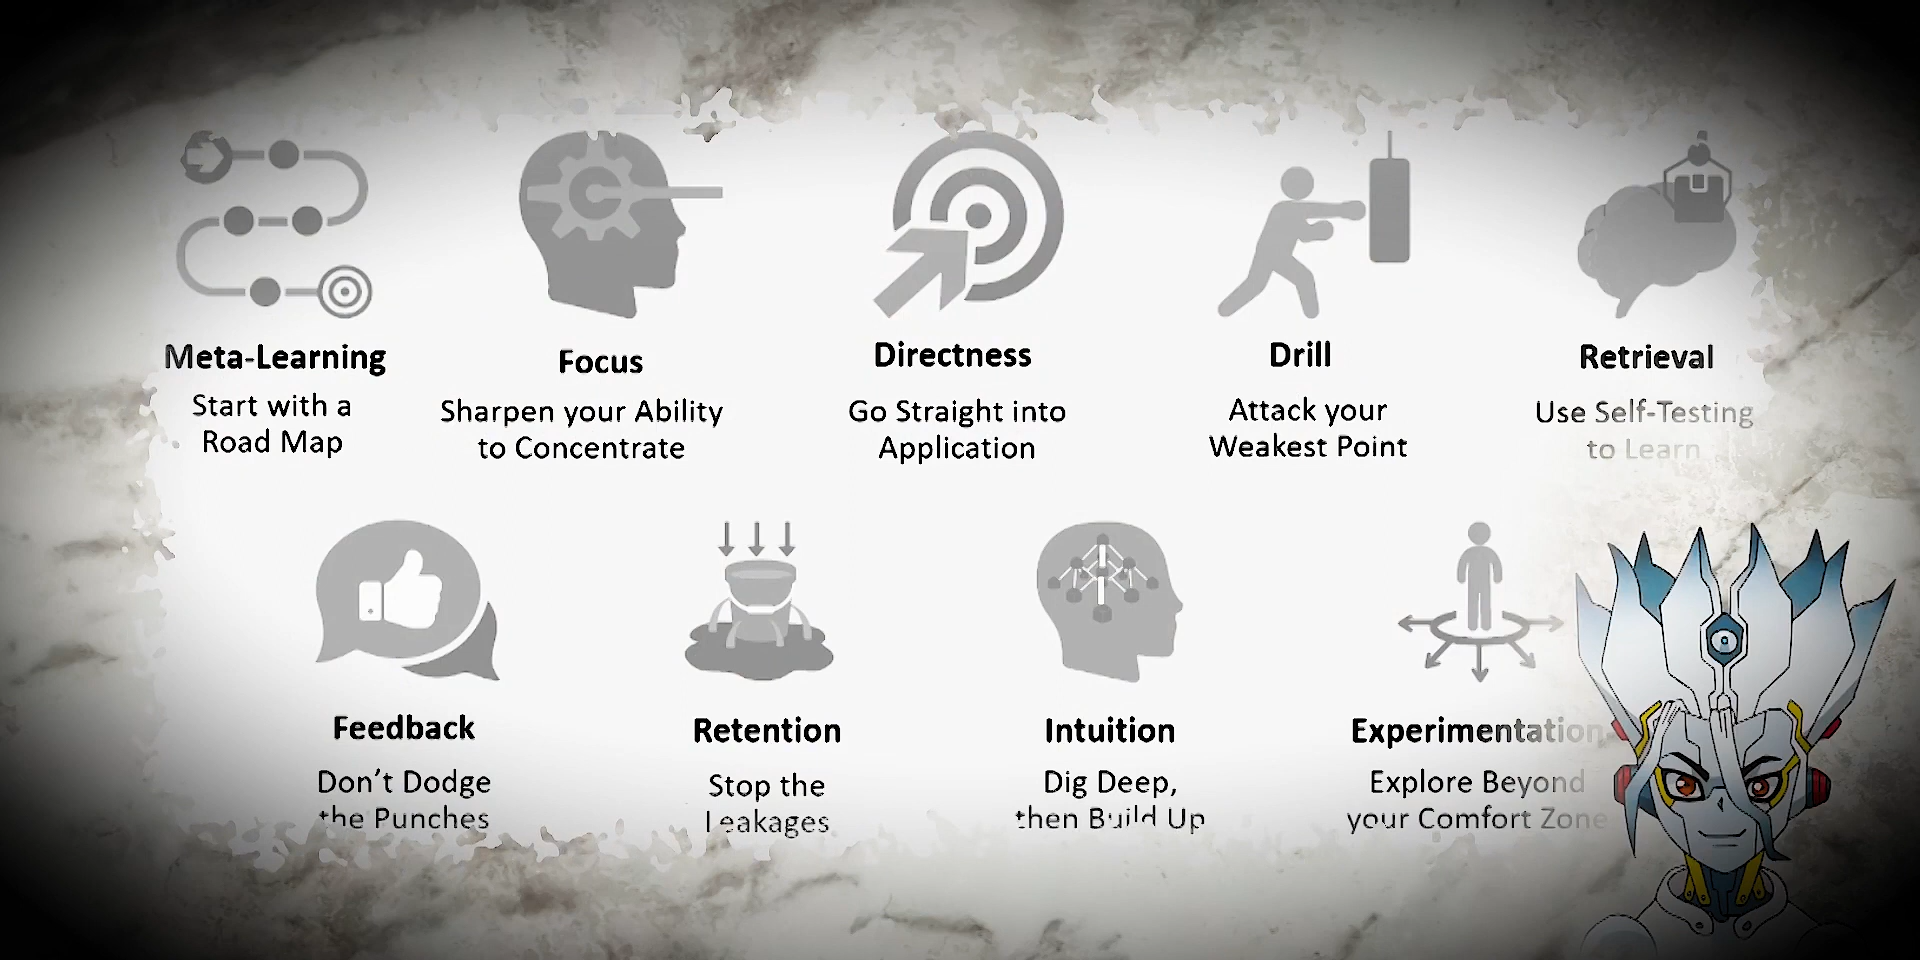 Meta-Learning
Start with a
Road Map
Focus
Sharpen your Ability
to Concentrate
Directness
Go Straight into
Application
Drill
Attack your
Weakest Point
Retrieval
Use Self-Testing
to Learn
Feedback
Don't Dodge
the Punches
Retention
Stop the
Leakages
Intuition
Dig Deep,
then Build Up
Experimentation
Explore Beyond
your Comfort Zone